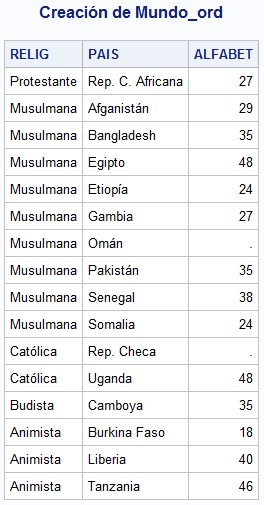 Creación de Mundo_ord
RELIG PAIS ALFABET
Protestante Rep. C. Africana 27
Musulmana Afganistán 29
Musulmana Bangladesh 35
Musulmana Egipto 48
Musulmana Etiopía 24
Musulmana Gambia 27
Musulmana Omán .
Musulmana Pakistán 35
Musulmana Senegal 38
Musulmana Somalia 24
Católica Rep. Checa .
Católica Uganda 48
Budista Camboya 35
Animista Burkina Faso 18
Animista Liberia 40
Animista Tanzania 46